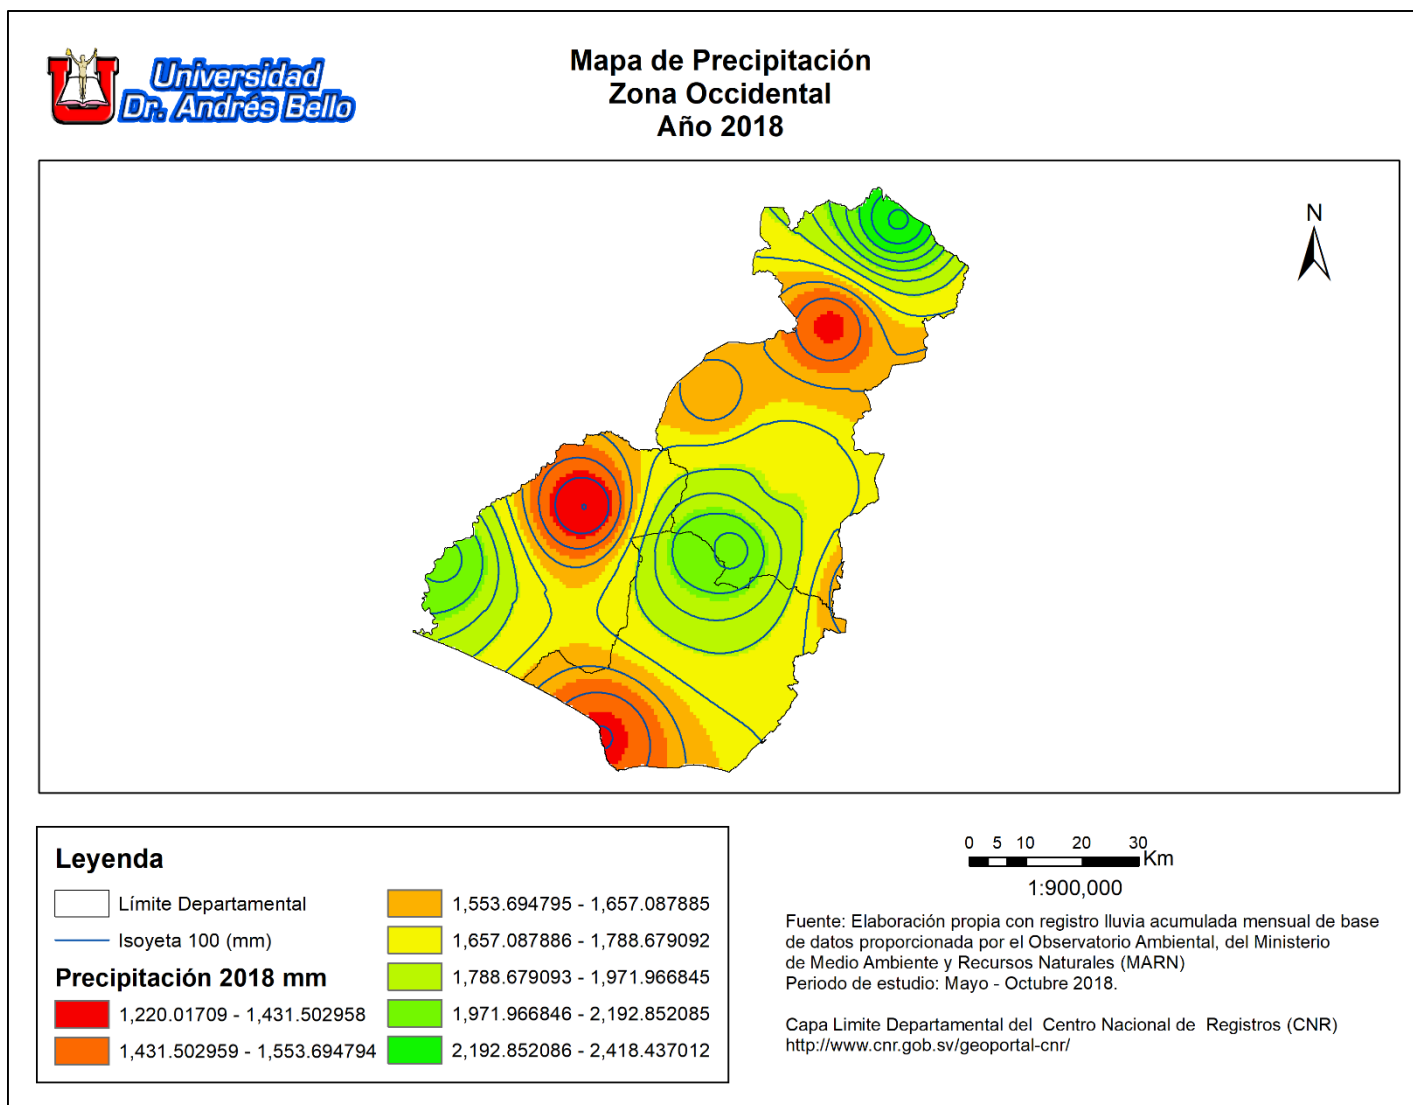 Universidad
Dr. Andrés Bello
Mapa de Precipitación
Zona Occidental
Año 2018
N
Leyenda
Límite Departamental
Isoyeta 100 (mm)
Precipitación 2018 mm
1,220.01709 - 1,431.502958
1,431.502959 - 1,553.694794
1,553.694795 - 1,657.087885
1,657.087886 - 1,788.679092
1,788.679093 - 1,971.966845
1,971.966846 - 2,192.852085
2,192.852086 - 2,418.437012
0 5 10 20 30
Km
1:900,000
Fuente: Elaboración propia con registro lluvia acumulada mensual de base
de datos proporcionada por el Observatorio Ambiental, del Ministerio
de Medio Ambiente y Recursos Naturales (MARN)
Periodo de estudio: Mayo - Octubre 2018.
Capa Limite Departamental del Centro Nacional de Registros (CNR)
http://www.cnr.gob.sv/geoportal-cnr/